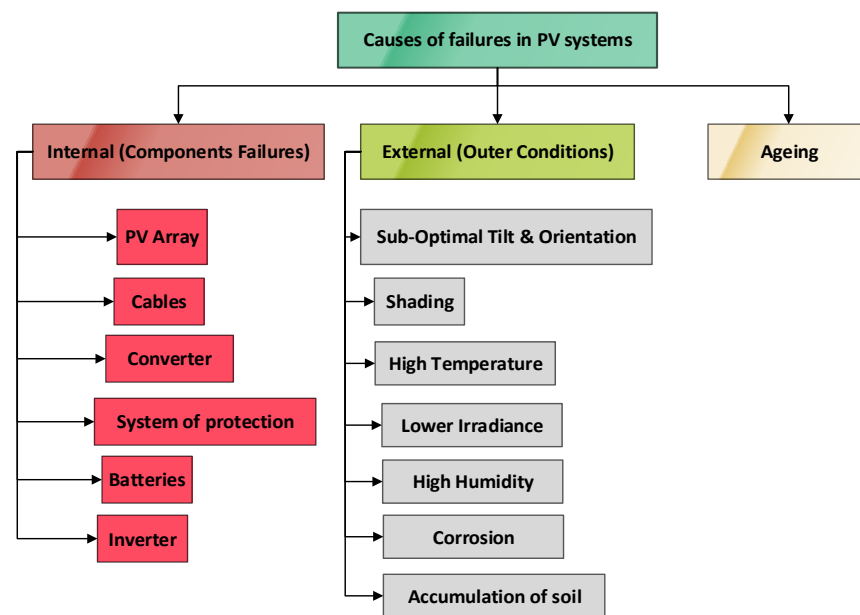 Causes of failures in PV systems
Internal (Components Failures)
External (Outer Conditions)
Ageing
PV Array
Cables
Converter
System of protection
Batteries
Inverter
Sub-Optimal Tilt & Orientation
Shading
High Temperature
Lower Irradiance
High Humidity
Corrosion
Accumulation of soil